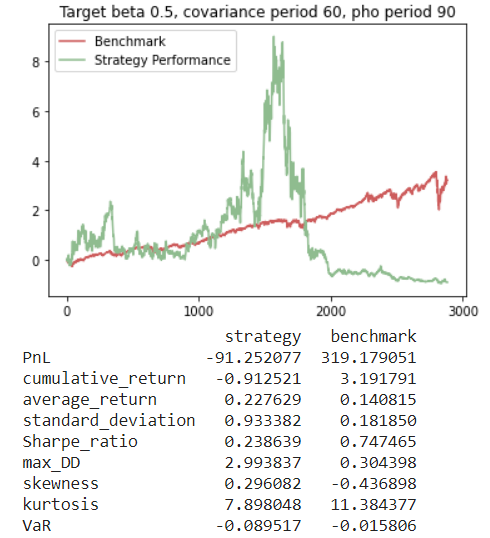 Target beta 0.5, covariance period 60, pho period 90
Benchmark
Strategy Performance
8
6
4
2
0
0 1000 2000 3000
strategy benchmark
PnL -91.252077 319.179051
cumulative_return -0.912521 3.191791
average_return 0.227629 0.140815
standard_deviation 0.933382 0.181850
Sharpe_ratio 0.238639 0.747465
max_DD 2.993837 0.304398
skewness 0.296082 -0.436898
kurtosis 7.898048 11.384377
VaR -0.089517 -0.015806